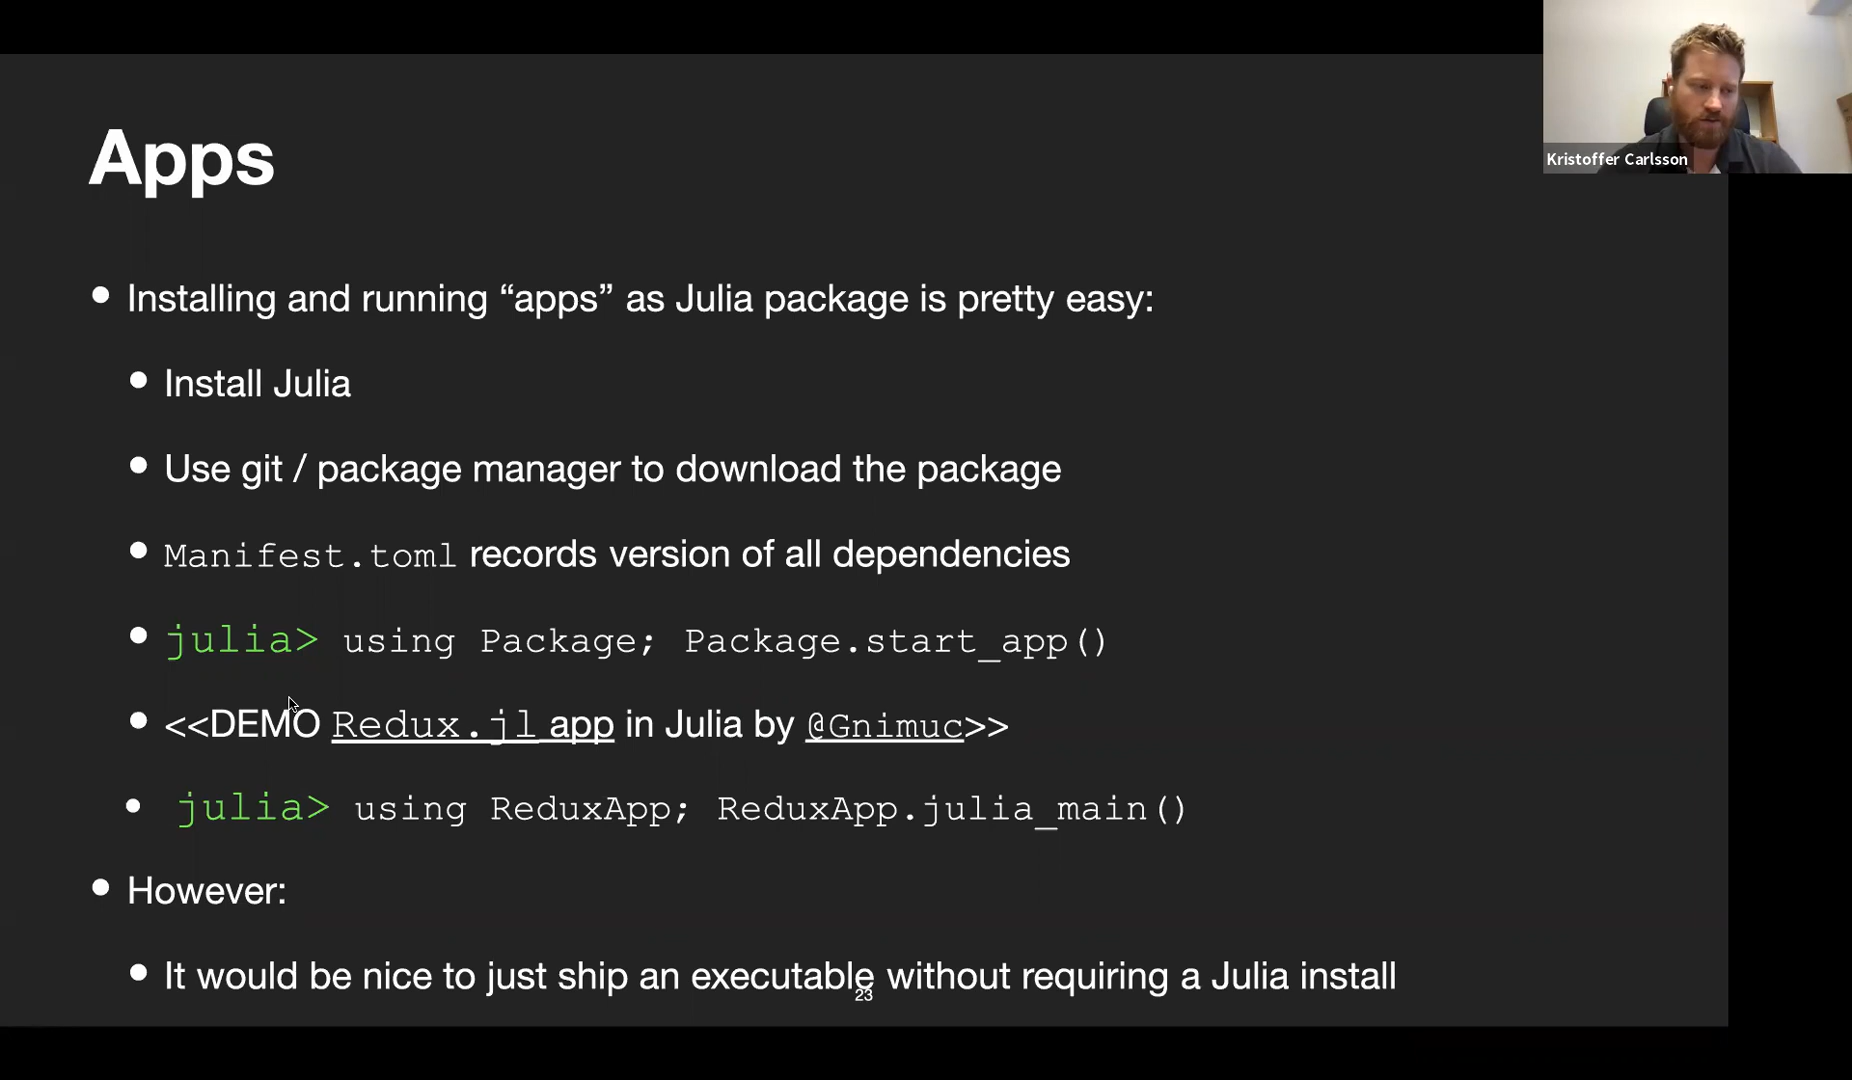 Kristoffer Carlsson
Apps
Installing and running “apps” as Julia package is pretty easy:
Install Julia
Use git / package manager to download the package
Manifest.toml records version of all dependencies
julia> using Package; Package.start_app()
<<DEMO Redux.jl app in Julia by @Gnimuc>>
julia> using ReduxApp; ReduxApp.julia_main()
However:
It would be nice to just ship an executable without requiring a Julia install
23